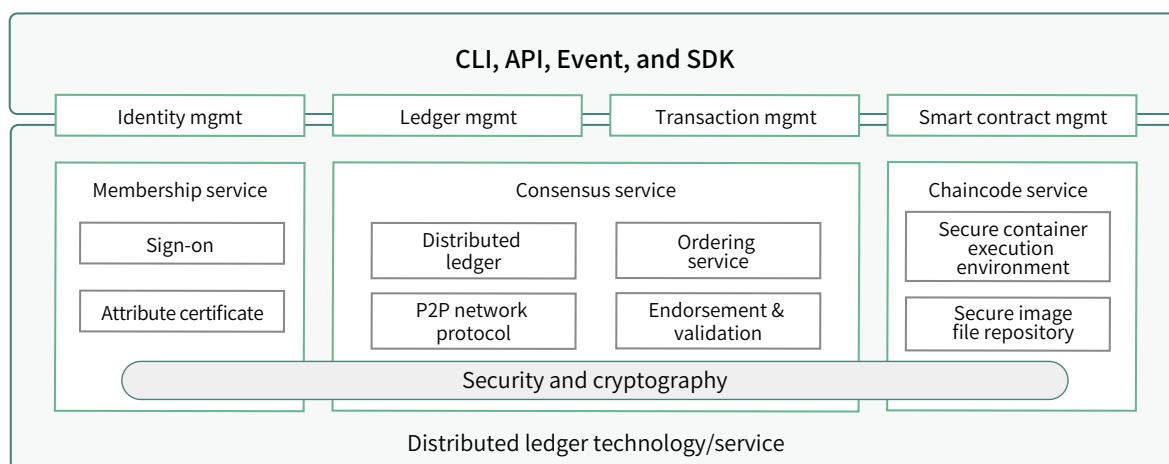 CLI, API, Event, and SDK
Identity mgmt
Ledger mgmt
Transaction mgmt
Smart contract mgmt
Membership service
Sign-on
Attribute certificate
Consensus service
Distributed
ledger
Ordering
service
P2P network
protocol
Endorsement &
validation
Chaincode service
Secure container
execution
environment
Secure image
file repository
Security and cryptography
Distributed ledger technology/service